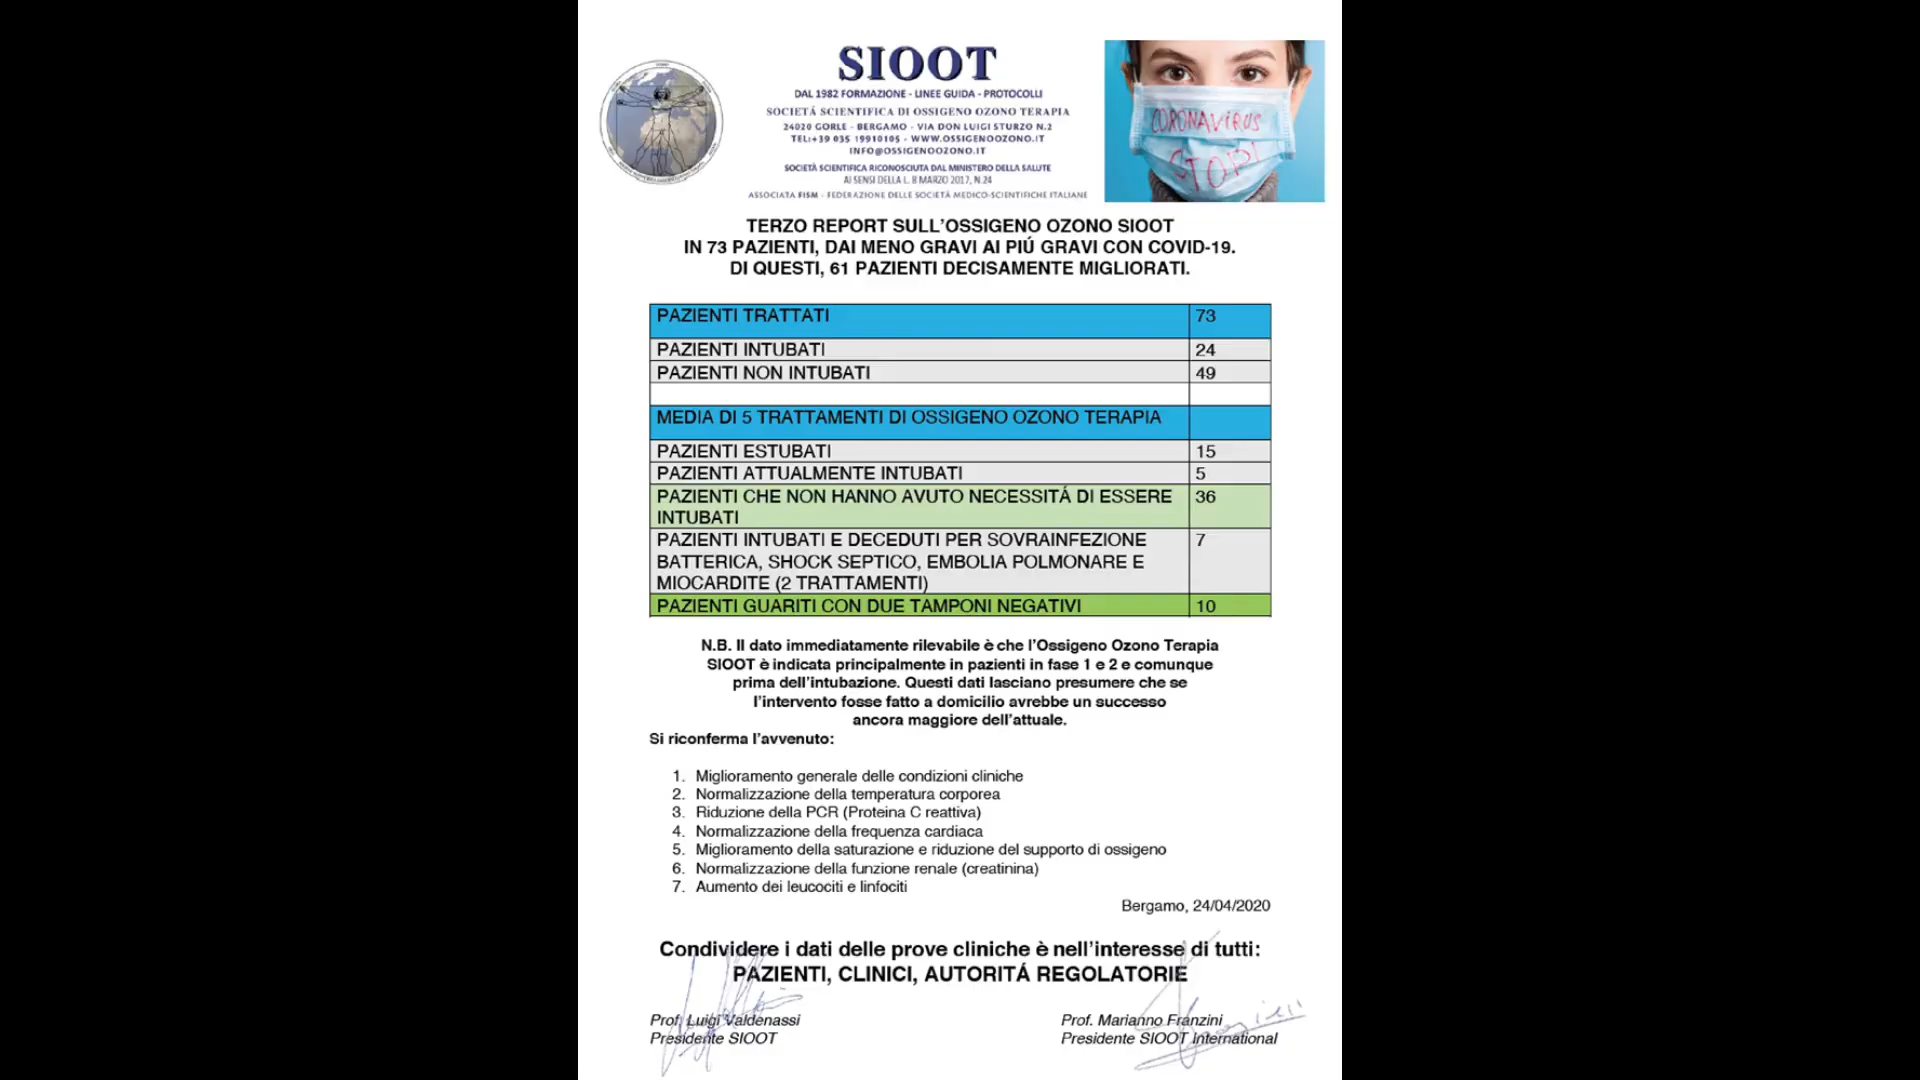 SIOOT
DAL 1982 FORMAZIONE - LINEE GUIDA - PROTOCOLLI
SOCIETÁ SCIENTIFICA DI OSSIGENO OZONO TERAPIA
24020 GORLE - BERGAMO - VIA DON LUIGI STURZO N.2
TEL:+39 035 19910105 - WWW.OSSIGENOOZONO.IT
INFO@OSSIGENOOZONO.IT
SOCIETÀ SCIENTIFICA RICONOSCIUTA DAL MINISTERO DELLA SALUTE
AI SENSI DELLA L. 8 MARZO 2017, N.24
ASSOCIATA FISM - FEDERAZIONE DELLE SOCIETÀ MEDICO-SCIENTIFICHE ITALIANE
CORONAVIRUS
STOP!
TERZO REPORT SULL'OSSIGENO OZONO SIOOT
IN 73 PAZIENTI, DAI MENO GRAVI AI PIÚ GRAVI CON COVID-19.
DI QUESTI, 61 PAZIENTI DECISAMENTE MIGLIORATI.
PAZIENTI TRATTATI 73
PAZIENTI INTUBATI 24
PAZIENTI NON INTUBATI 49
MEDIA DI 5 TRATTAMENTI DI OSSIGENO OZONO TERAPIA
PAZIENTI ESTUBATI 15
PAZIENTI ATTUALMENTE INTUBATI 5
PAZIENTI CHE NON HANNO AVUTO NECESSITÁ DI ESSERE 36
INTUBATI
PAZIENTI INTUBATI E DECEDUTI PER SOVRAINFEZIONE 7
BATTERICA, SHOCK SEPTICO, EMBOLIA POLMONARE E
MIOCARDITE (2 TRATTAMENTI)
PAZIENTI GUARITI CON DUE TAMPONI NEGATIVI 10
N.B. Il dato immediatamente rilevabile è che l'Ossigeno Ozono Terapia
SIOOT è indicata principalmente in pazienti in fase 1 e 2 e comunque
prima dell'intubazione. Questi dati lasciano presumere che se
l'intervento fosse fatto a domicilio avrebbe un successo
ancora maggiore dell'attuale.
Si riconferma l'avvenuto:
1. Miglioramento generale delle condizioni cliniche
2. Normalizzazione della temperatura corporea
3. Riduzione della PCR (Proteina C reattiva)
4. Normalizzazione della frequenza cardiaca
5. Miglioramento della saturazione e riduzione del supporto di ossigeno
6. Normalizzazione della funzione renale (creatinina)
7. Aumento dei leucociti e linfociti
Bergamo, 24/04/2020
Condividere i dati delle prove cliniche è nell'interesse di tutti:
PAZIENTI, CLINICI, AUTORITÁ REGOLATORIE
Prof. Luigi Valdenassi
Presidente SIOOT
Prof. Marianno Franzini
Presidente SIOOT International